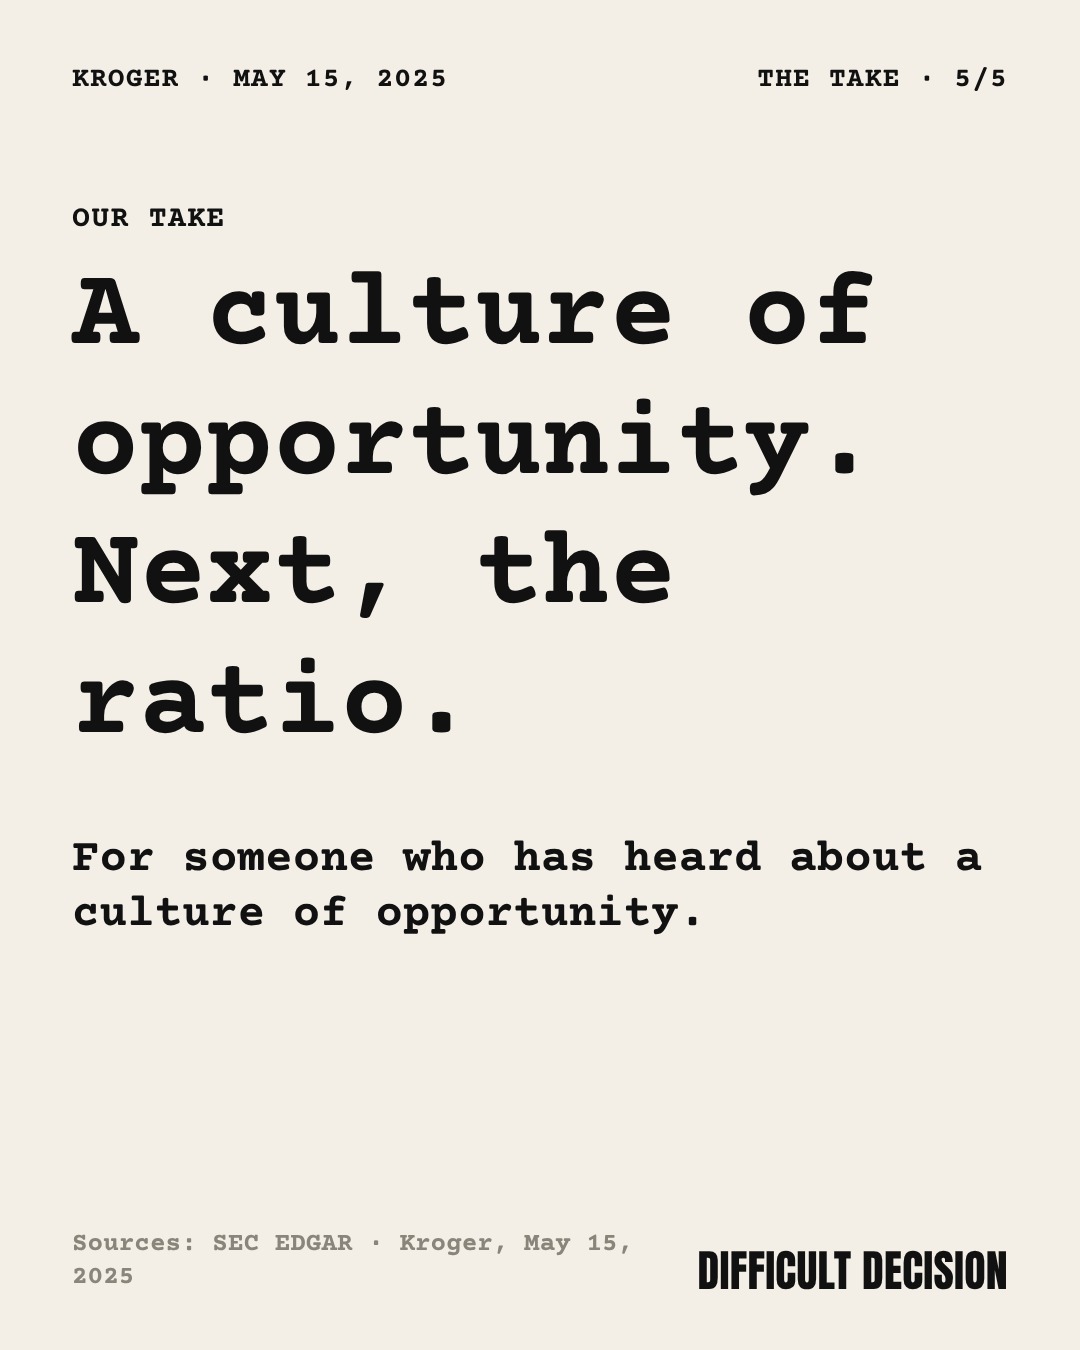 KROGER · MAY 15, 2025
THE TAKE · 5/5
OUR TAKE
A culture of
opportunity.
Next, the
ratio.
For someone who has heard about a
culture of opportunity.
Sources: SEC EDGAR · Kroger, May 15,
2025
DIFFICULT DECISION